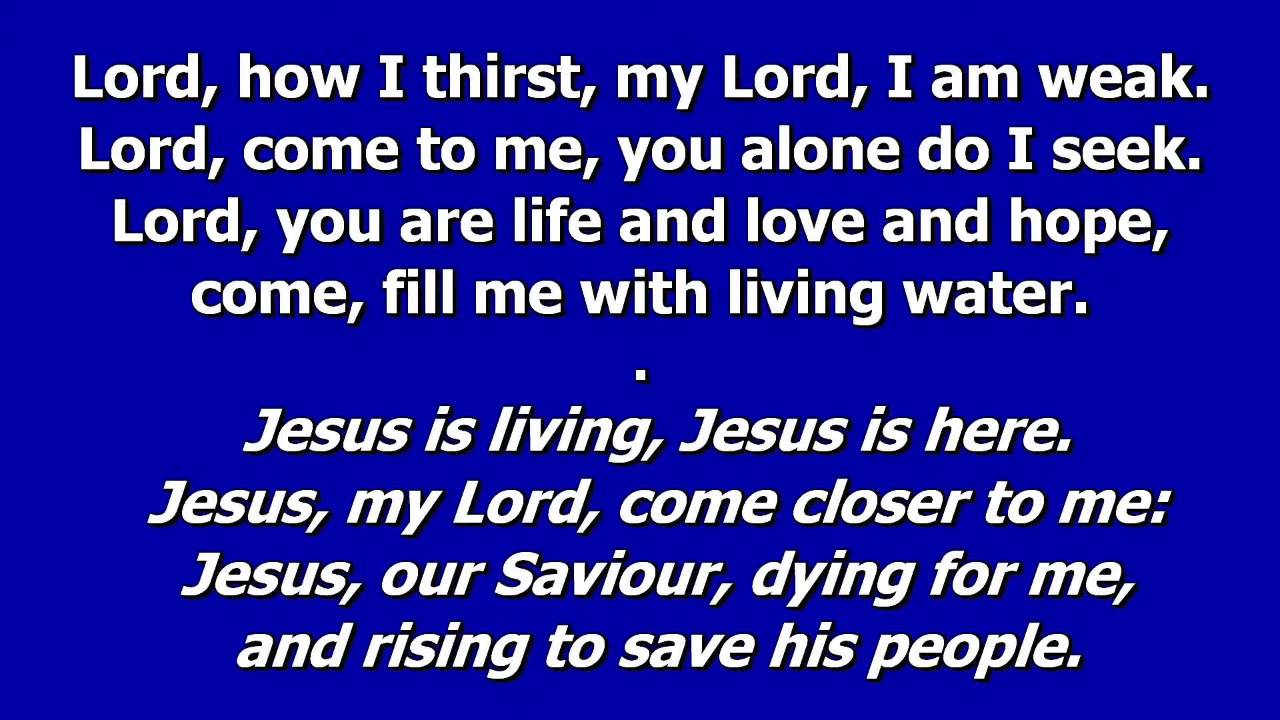 Lord, how I thirst, my Lord, I am weak.
Lord, come to me, you alone do I seek.
Lord, you are life and love and hope,
come, fill me with living water.
.
Jesus is living, Jesus is here.
Jesus, my Lord, come closer to me:
Jesus, our Saviour, dying for me,
and rising to save his people.